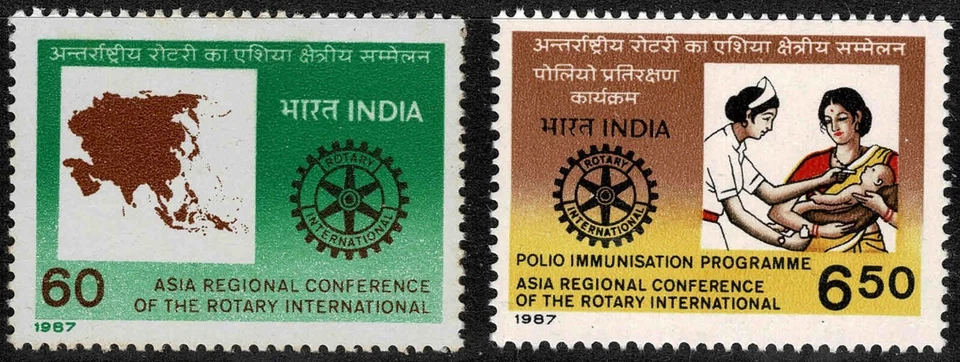 अन्तर्राष्ट्रीय रोटरी का एशिया क्षेत्रीय सम्मेलन
भारत INDIA
ROTARY
INTERNATIONAL
60
ASIA REGIONAL CONFERENCE
OF THE ROTARY INTERNATIONAL
1987
अन्तर्राष्ट्रीय रोटरी का एशिया क्षेत्रीय सम्मेलन
पोलियो प्रतिरक्षण
कार्यक्रम
भारत INDIA
ROTARY
INTERNATIONAL
POLIO IMMUNISATION PROGRAMME
ASIA REGIONAL CONFERENCE
OF THE ROTARY INTERNATIONAL
650
1987